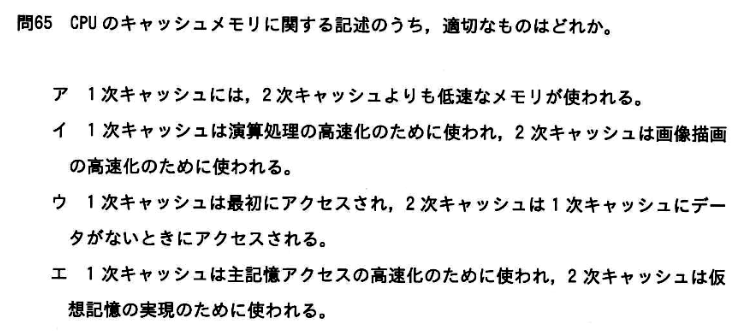 問65 CPUのキャッシュメモリに関する記述のうち，適切なものはどれか。
ア 1次キャッシュには，2次キャッシュよりも低速なメモリが使われる。
イ 1次キャッシュは演算処理の高速化のために使われ，2次キャッシュは画像描画
の高速化のために使われる。
ウ 1次キャッシュは最初にアクセスされ，2次キャッシュは1次キャッシュにデー
タがないときにアクセスされる。
エ 1次キャッシュは主記憶アクセスの高速化のために使われ，2次キャッシュは仮
想記憶の実現のために使われる。